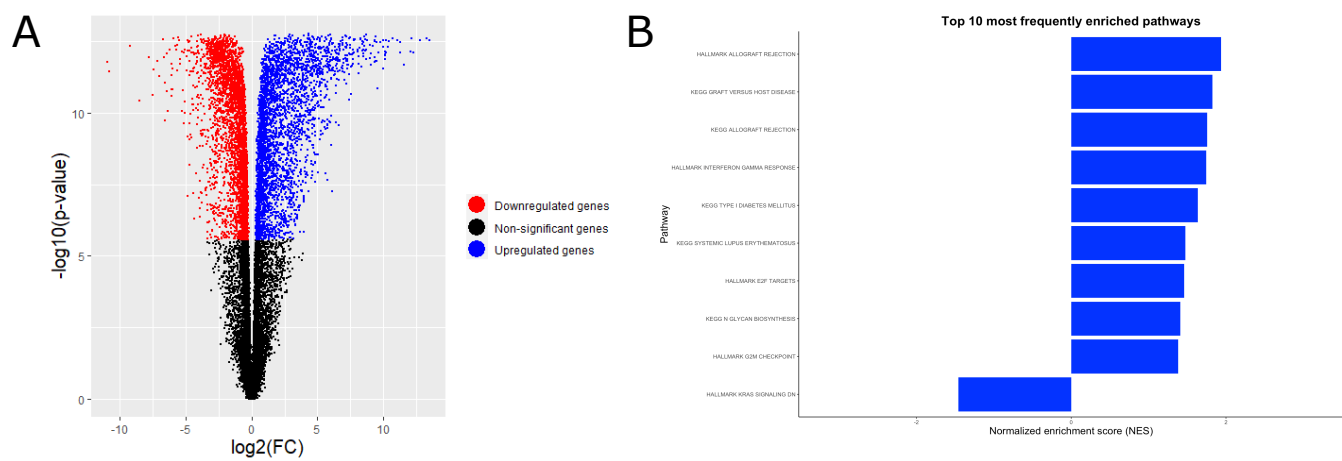 A
10
5
0
-10
-5
0
5
10
-log10(p-value)
log2(FC)
Downregulated genes
Non-significant genes
Upregulated genes
B
Top 10 most frequently enriched pathways
HALLMARK ALLOGRAFT REJECTION
KEGG GRAFT VERSUS HOST DISEASE
KEGG ALLOGRAFT REJECTION
HALLMARK INTERFERON GAMMA RESPONSE
KEGG TYPE I DIABETES MELLITUS
KEGG SYSTEMIC LUPUS ERYTHEMATOSUS
HALLMARK E2F TARGETS
KEGG N GLYCAN BIOSYNTHESIS
HALLMARK G2M CHECKPOINT
HALLMARK KRAS SIGNALING DN
Pathway
-2
0
2
Normalized enrichment score (NES)